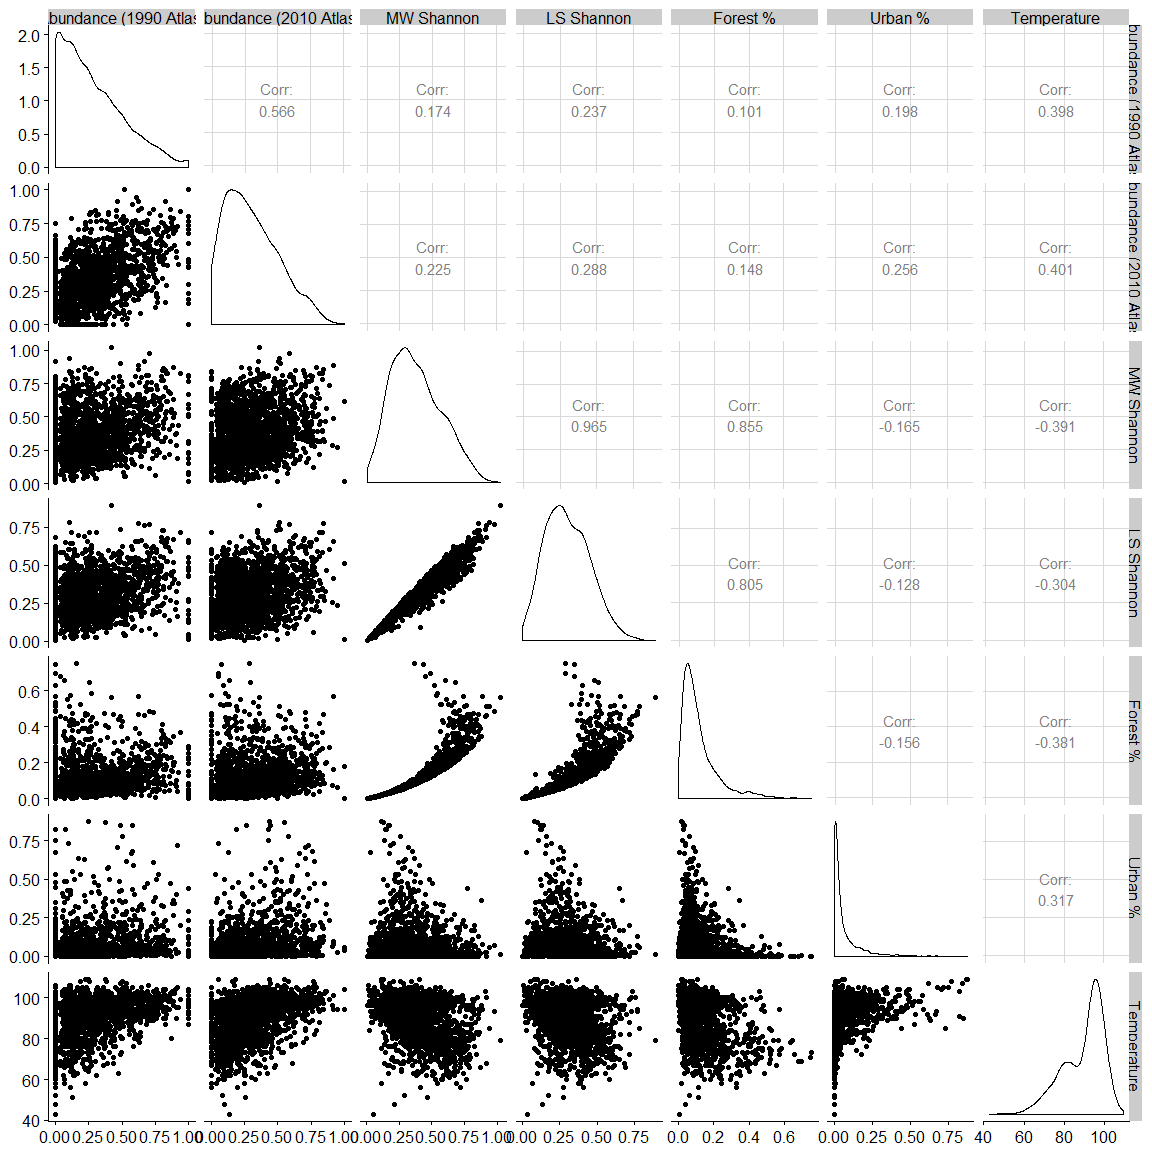 bundance (1990 Atlas
bundance (2010 Atlas
MW Shannon
LS Shannon
Forest %
Urban %
Temperature
2.0
1.5
1.0
0.5
0.0
Corr:
0.566
Corr:
0.174
Corr:
0.237
Corr:
0.101
Corr:
0.198
Corr:
0.398
bundance (1990 Atla
1.00
0.75
0.50
0.25
0.00
Corr:
0.225
Corr:
0.288
Corr:
0.148
Corr:
0.256
Corr:
0.401
bundance (2010 Atla
1.00
0.75
0.50
0.25
0.00
Corr:
0.965
Corr:
0.855
Corr:
-0.165
Corr:
-0.391
MW Shannon
0.75
0.50
0.25
0.00
Corr:
0.805
Corr:
-0.128
Corr:
-0.304
LS Shannon
0.6
0.4
0.2
0.0
Corr:
-0.156
Corr:
-0.381
Forest %
0.75
0.50
0.25
0.00
Corr:
0.317
Urban %
100
80
60
40
Temperature
0.00 0.25 0.50 0.75 1.00
0.00 0.25 0.50 0.75 1.00
0.00 0.25 0.50 0.75 1.00
0.00 0.25 0.50 0.75
0.0 0.2 0.4 0.6
0.00 0.25 0.50 0.75
40 60 80 100